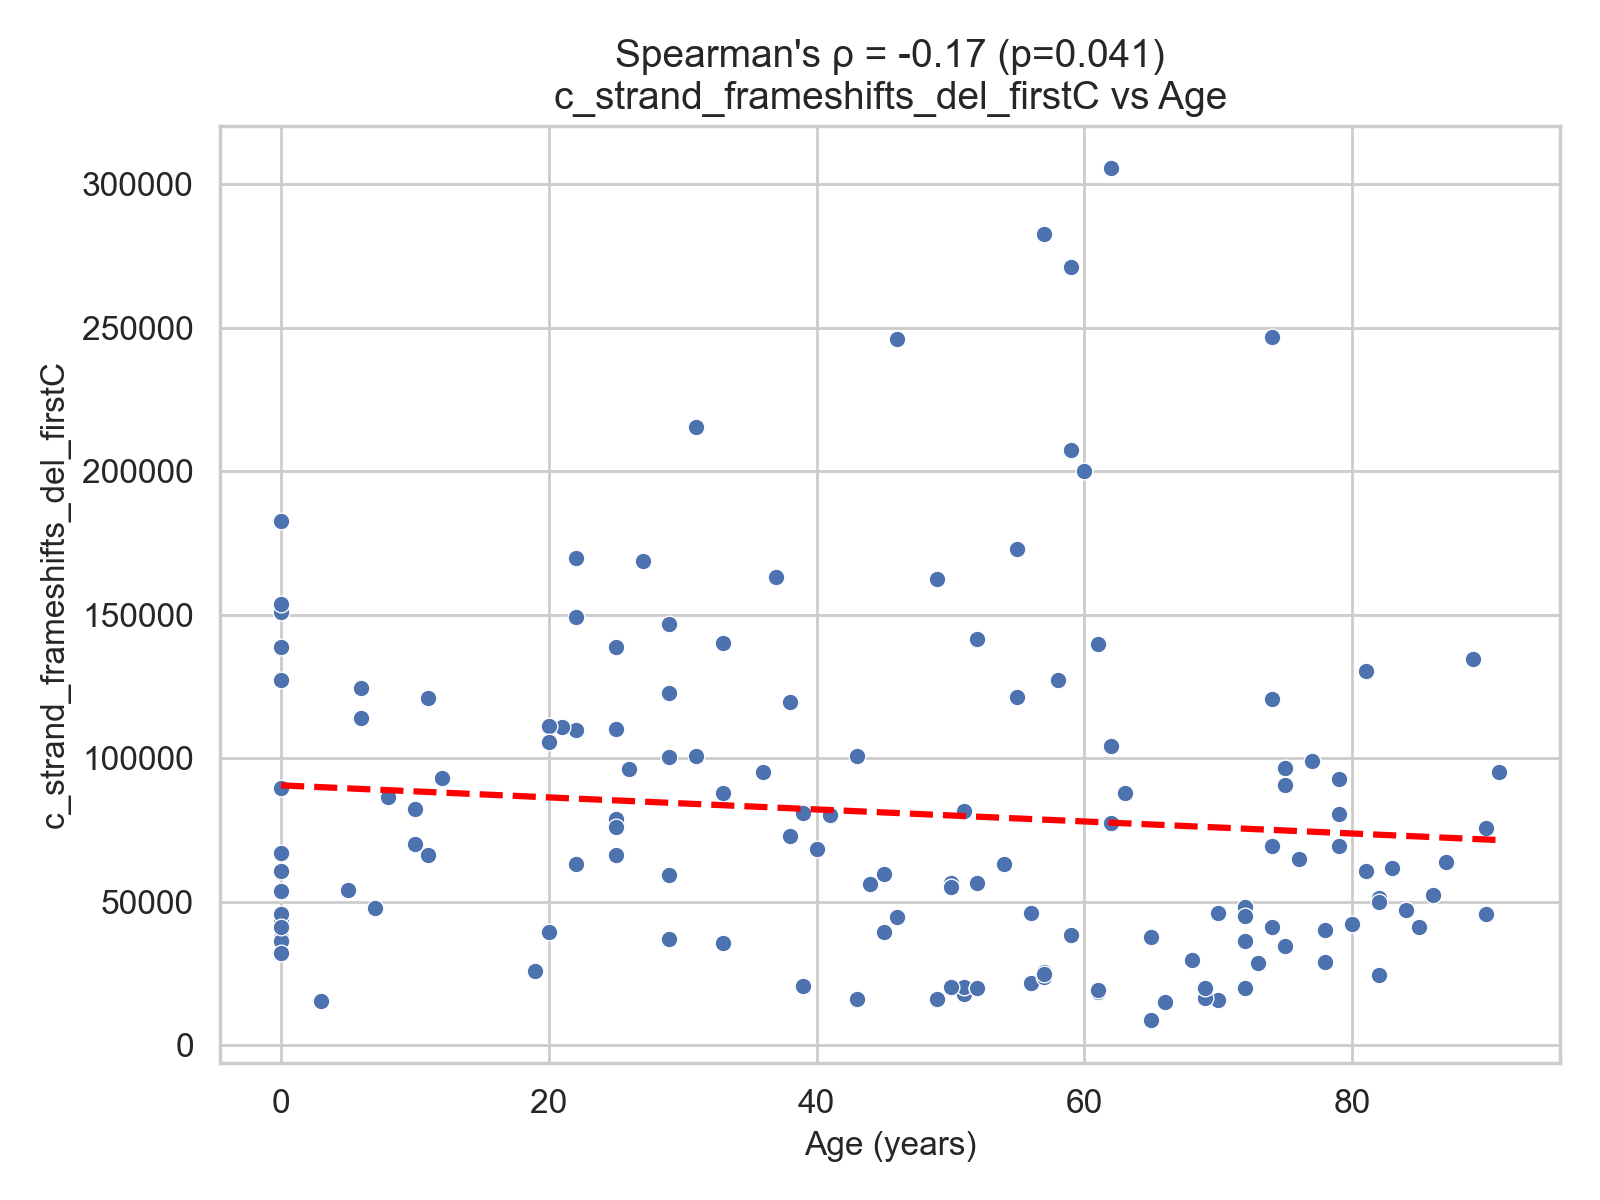 Spearman's ρ = -0.17 (p=0.041)
c_strand_frameshifts_del_firstC vs Age
c_strand_frameshifts_del_firstC
300000
250000
200000
150000
100000
50000
0
0 20 40 60 80
Age (years)